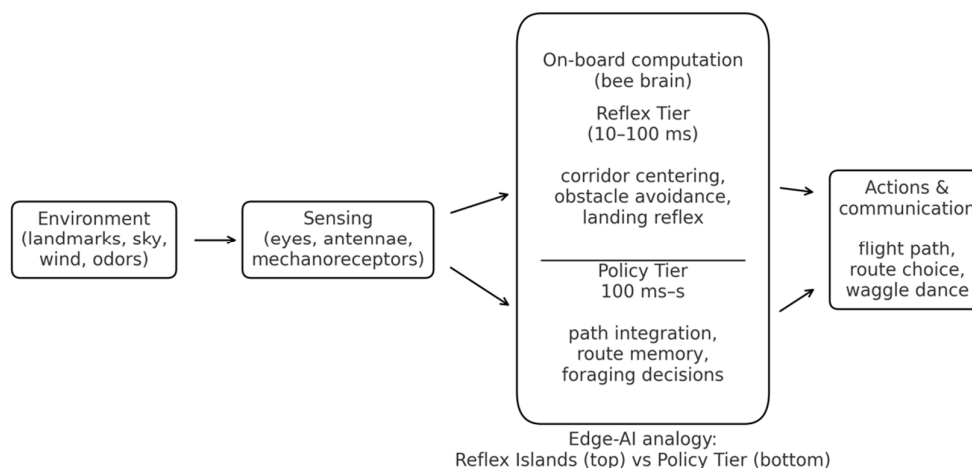 Environment
(landmarks, sky,
wind, odors)
Sensing
(eyes, antennae,
mechanoreceptors)
On-board computation
(bee brain)
Reflex Tier
(10–100 ms)
corridor centering,
obstacle avoidance,
landing reflex
Policy Tier
100 ms–s
path integration,
route memory,
foraging decisions
Actions &
communication
flight path,
route choice,
waggle dance
Edge-AI analogy:
Reflex Islands (top) vs Policy Tier (bottom)